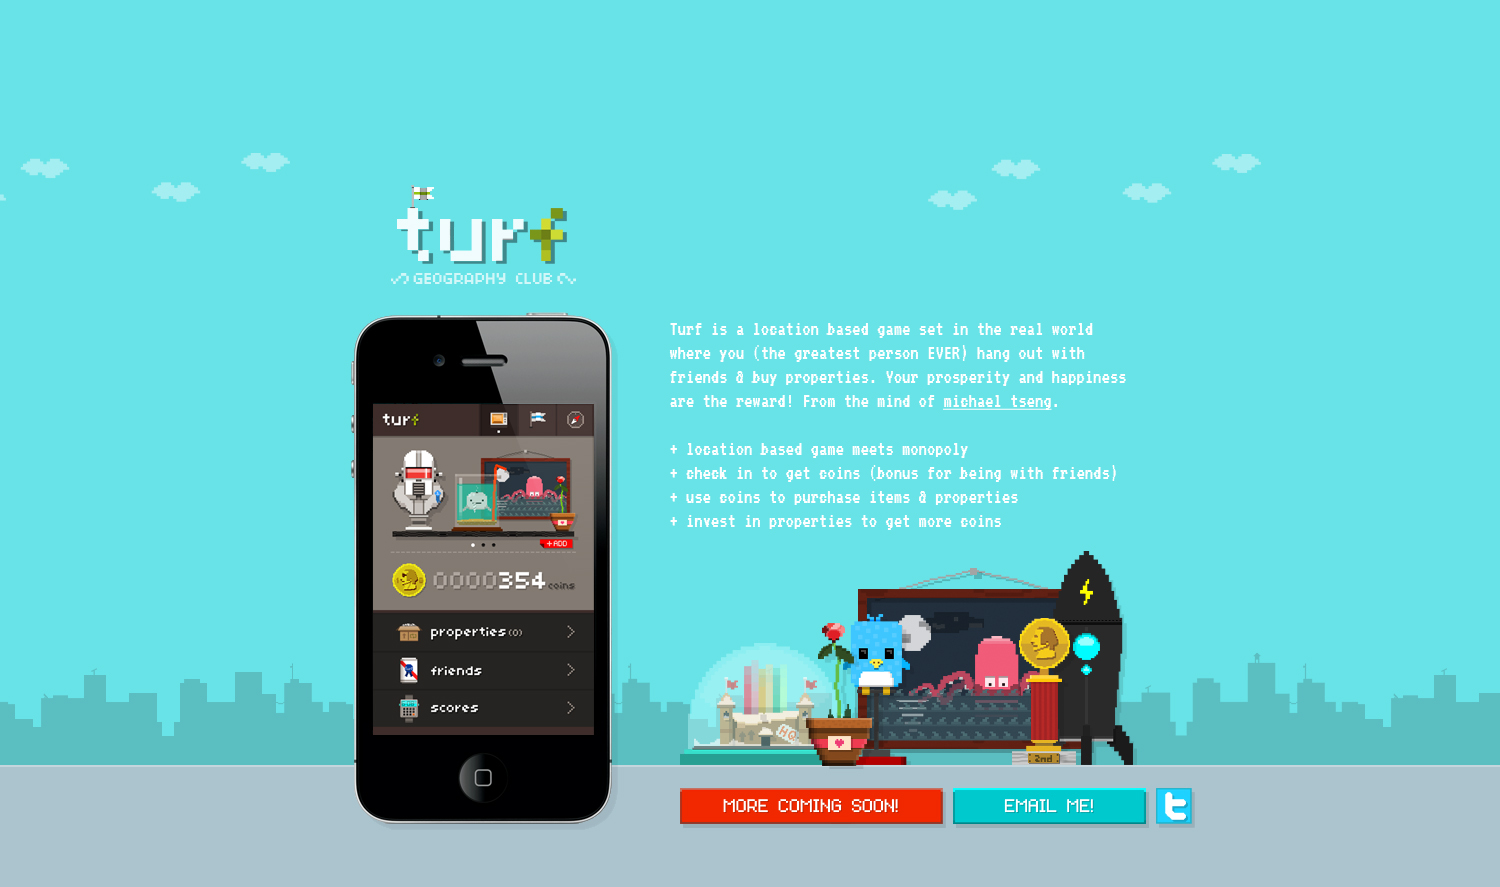 turf
GEOGRAPHY CLUB
Turf is a location based game set in the real world
where you (the greatest person EVER) hang out with
friends & buy properties. Your prosperity and happiness
are the reward! From the mind of michael tseng.
+ location based game meets monopoly
+ check in to get coins (bonus for being with friends)
+ use coins to purchase items & properties
+ invest in properties to get more coins
turf
+ADD
0000354 coins
properties (0)
friends
scores
HQ
2nd
MORE COMING SOON!
EMAIL ME!